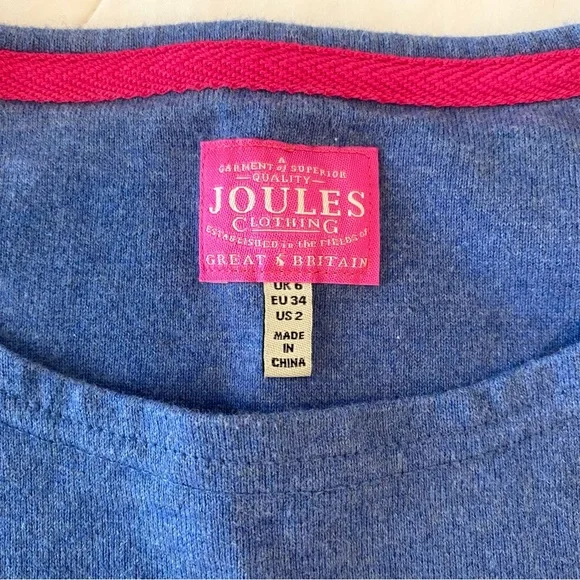 A
GARMENT of SUPERIOR
QUALITY
JOULES
CLOTHING
ESTABLISHED in the FIELDS OF
GREAT & BRITAIN
UK 6
EU 34
US 2
MADE
IN
CHINA